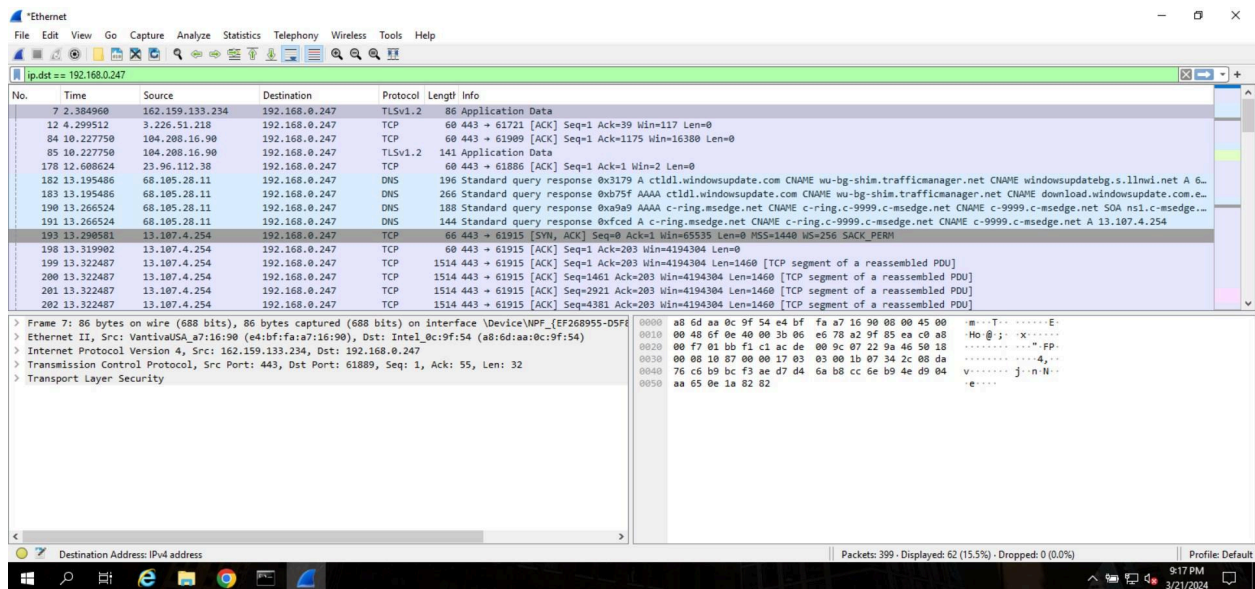 *Ethernet
File Edit View Go Capture Analyze Statistics Telephony Wireless Tools Help
ip.dst == 192.168.0.247
No. Time Source Destination Protocol Length Info
7 2.384960 162.159.133.234 192.168.0.247 TLSv1.2 86 Application Data
12 4.299512 3.226.51.218 192.168.0.247 TCP 60 443 → 61721 [ACK] Seq=1 Ack=39 Win=117 Len=0
84 10.227750 104.208.16.90 192.168.0.247 TCP 60 443 → 61909 [ACK] Seq=1 Ack=1175 Win=16380 Len=0
85 10.227750 104.208.16.90 192.168.0.247 TLSv1.2 141 Application Data
178 12.608624 23.96.112.38 192.168.0.247 TCP 60 443 → 61886 [ACK] Seq=1 Ack=1 Win=2 Len=0
182 13.195486 68.105.28.11 192.168.0.247 DNS 196 Standard query response 0x3179 A ctldl.windowsupdate.com CNAME wu-bg-shim.trafficmanager.net CNAME windowsupdatebg.s.llnwi.net A 6…
183 13.195486 68.105.28.11 192.168.0.247 DNS 266 Standard query response 0xb75f AAAA ctldl.windowsupdate.com CNAME wu-bg-shim.trafficmanager.net CNAME download.windowsupdate.com.e…
190 13.266524 68.105.28.11 192.168.0.247 DNS 188 Standard query response 0xa9a9 AAAA c-ring.msedge.net CNAME c-ring.c-9999.c-msedge.net CNAME c-9999.c-msedge.net SOA ns1.c-msedge.…
191 13.266524 68.105.28.11 192.168.0.247 DNS 144 Standard query response 0xfced A c-ring.msedge.net CNAME c-ring.c-9999.c-msedge.net CNAME c-9999.c-msedge.net A 13.107.4.254
193 13.290581 13.107.4.254 192.168.0.247 TCP 66 443 → 61915 [SYN, ACK] Seq=0 Ack=1 Win=65535 Len=0 MSS=1440 WS=256 SACK_PERM
198 13.319902 13.107.4.254 192.168.0.247 TCP 60 443 → 61915 [ACK] Seq=1 Ack=203 Win=4194304 Len=0
199 13.322487 13.107.4.254 192.168.0.247 TCP 1514 443 → 61915 [ACK] Seq=1 Ack=203 Win=4194304 Len=1460 [TCP segment of a reassembled PDU]
200 13.322487 13.107.4.254 192.168.0.247 TCP 1514 443 → 61915 [ACK] Seq=1461 Ack=203 Win=4194304 Len=1460 [TCP segment of a reassembled PDU]
201 13.322487 13.107.4.254 192.168.0.247 TCP 1514 443 → 61915 [ACK] Seq=2921 Ack=203 Win=4194304 Len=1460 [TCP segment of a reassembled PDU]
202 13.322487 13.107.4.254 192.168.0.247 TCP 1514 443 → 61915 [ACK] Seq=4381 Ack=203 Win=4194304 Len=1460 [TCP segment of a reassembled PDU]
> Frame 7: 86 bytes on wire (688 bits), 86 bytes captured (688 bits) on interface \Device\NPF_{EF268955-D5F8
> Ethernet II, Src: VantivaUSA_a7:16:90 (e4:bf:fa:a7:16:90), Dst: Intel_0c:9f:54 (a8:6d:aa:0c:9f:54)
> Internet Protocol Version 4, Src: 162.159.133.234, Dst: 192.168.0.247
> Transmission Control Protocol, Src Port: 443, Dst Port: 61889, Seq: 1, Ack: 55, Len: 32
> Transport Layer Security
0000 a8 6d aa 0c 9f 54 e4 bf fa a7 16 90 08 00 45 00 ·m···T·· ······E·
0010 00 48 6f 0e 40 00 3b 06 e6 78 a2 9f 85 ea c0 a8 ·Ho·@·;· ·x······
0020 00 f7 01 bb f1 c1 ac de 00 9c 07 22 9a 46 50 18 ········ ···"·FP·
0030 00 08 10 87 00 00 17 03 03 00 1b 07 34 2c 08 da ········ ····4,··
0040 76 c6 b9 bc f3 ae d7 d4 6a b8 cc 6e b9 4e d9 04 v······· j··n·N··
0050 aa 65 0e 1a 82 82 ·e····
Destination Address: IPv4 address
Packets: 399 · Displayed: 62 (15.5%) · Dropped: 0 (0.0%)
Profile: Default
9:17 PM
3/21/2024